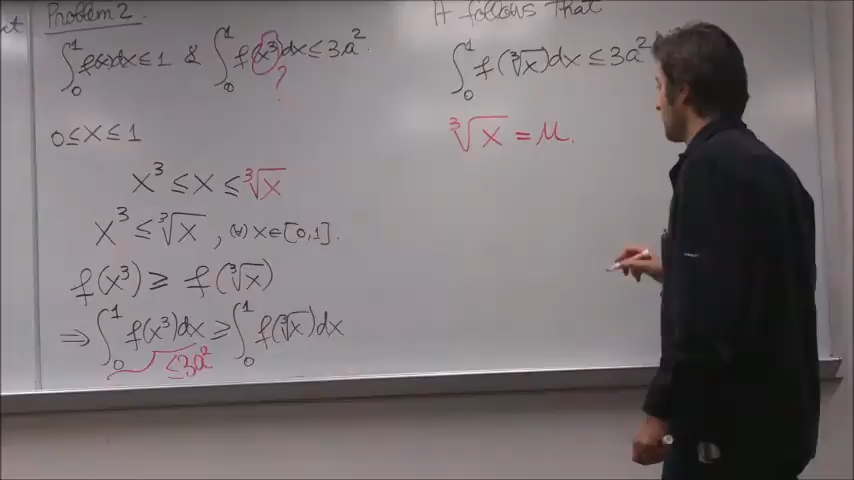 Problem 2.
∫₀¹ f(x)dx ≤ 1 & ∫₀¹ f(x³)dx ≤ 3a².
?
0 ≤ x ≤ 1
x³ ≤ x ≤ ∛x
x³ ≤ ∛x , (∀) x ∈ [0,1].
f(x³) ≥ f(∛x)
⇒ ∫₀¹ f(x³)dx ≥ ∫₀¹ f(∛x)dx
≤ 3a²
It follows that
∫₀¹ f(∛x)dx ≤ 3a²
∛x = u.